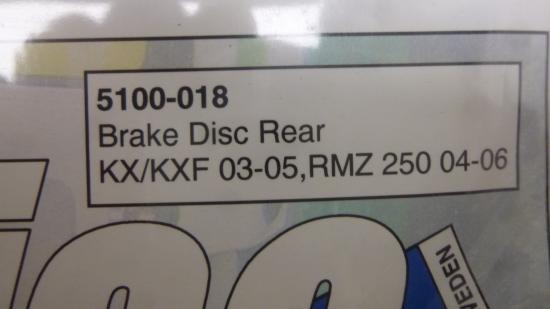 5100-018
Brake Disc Rear
KX/KXF 03-05,RMZ 250 04-06